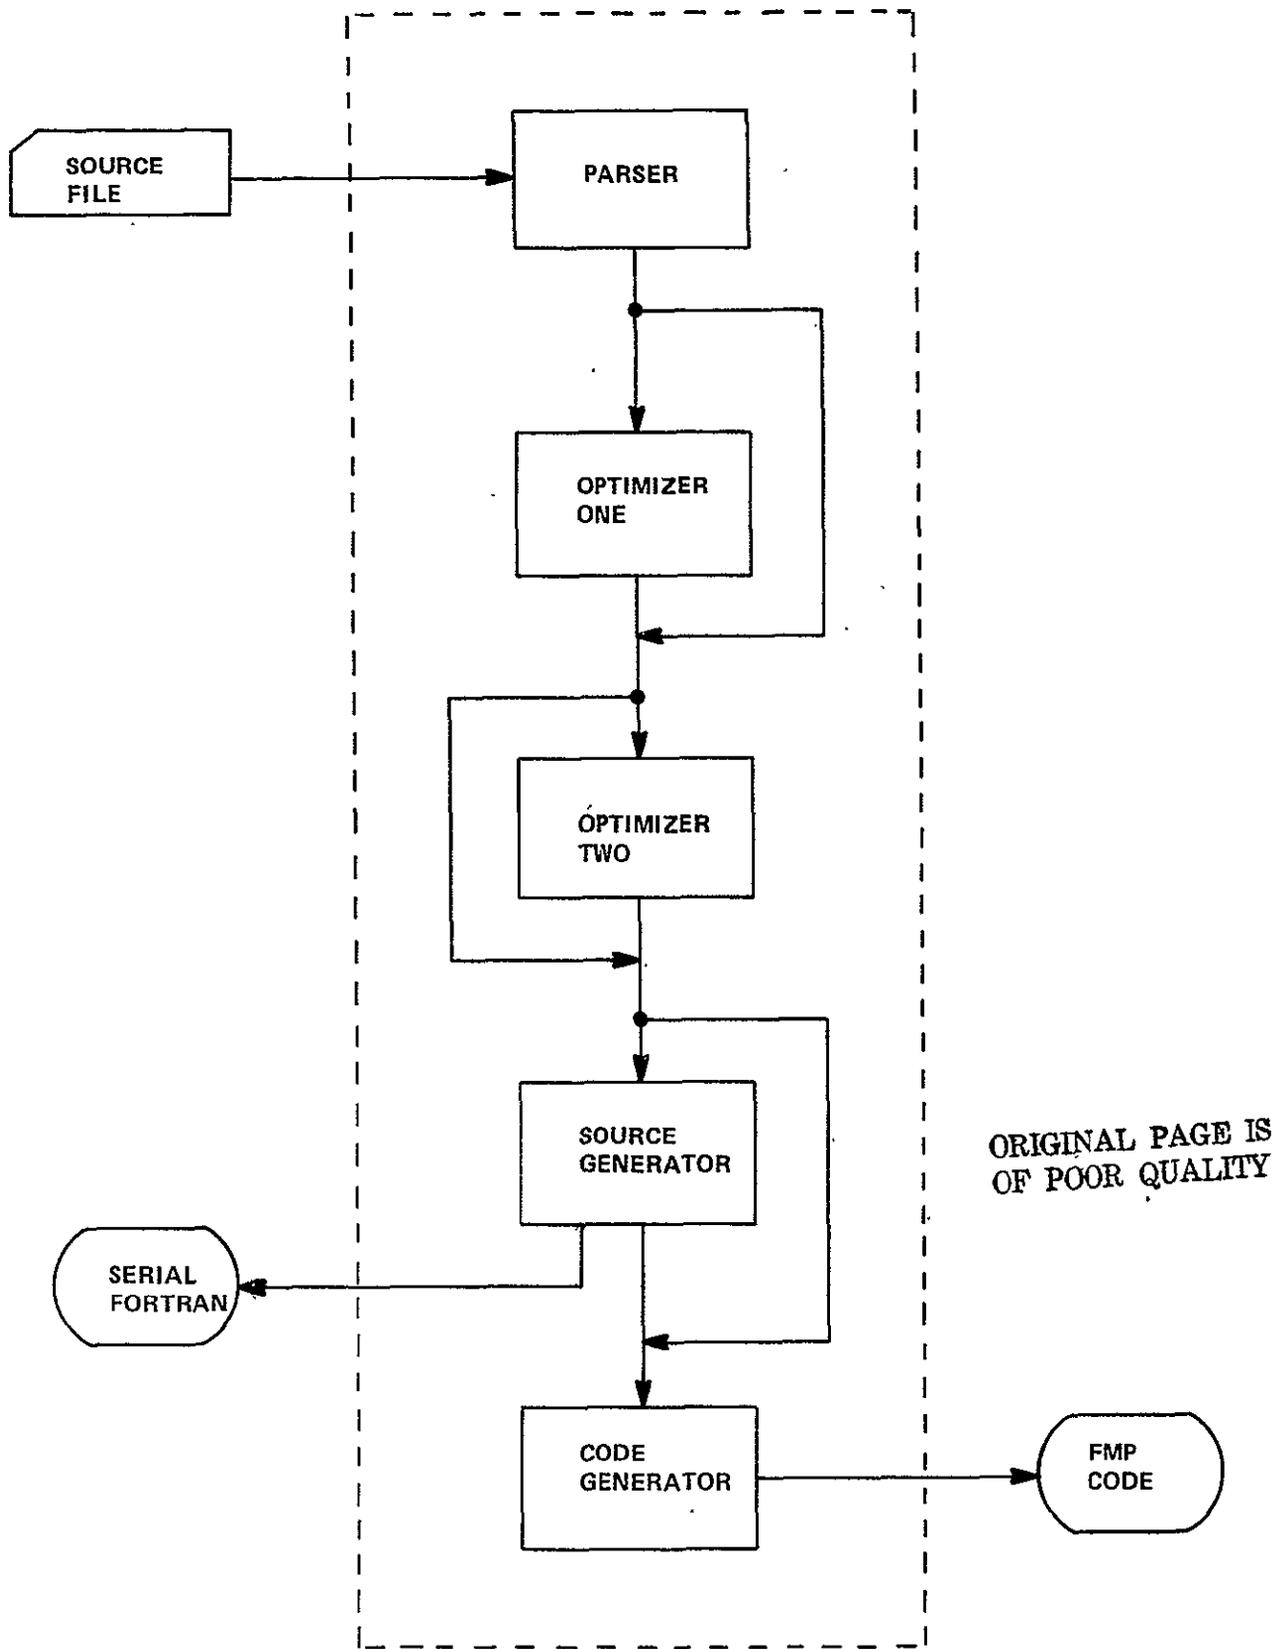 SOURCE
FILE
PARSER
OPTIMIZER
ONE
OPTIMIZER
TWO
SOURCE
GENERATOR
ORIGINAL PAGE IS
OF POOR QUALITY
SERIAL
FORTRAN
CODE
GENERATOR
FMP
CODE